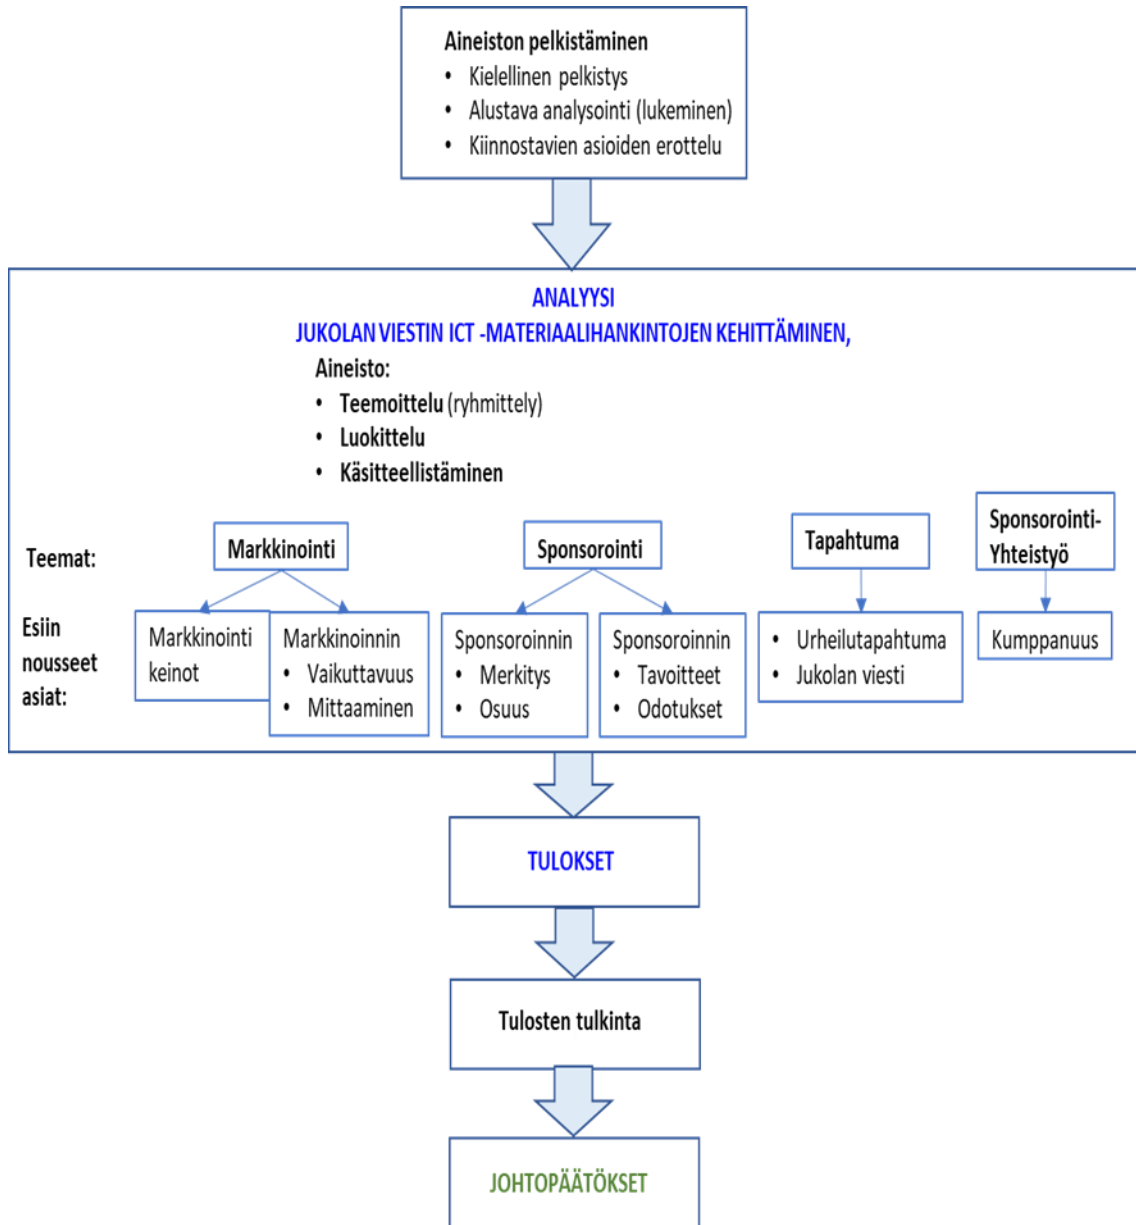 Aineiston pelkistäminen
• Kielellinen pelkistys
• Alustava analysointi (lukeminen)
• Kiinnostavien asioiden erottelu
ANALYYSI
JUKOLAN VIESTIN ICT -MATERIAALIHANKINTOJEN KEHITTÄMINEN,
Aineisto:
• Teemoittelu (ryhmittely)
• Luokittelu
• Käsitteellistäminen
Teemat:
Markkinointi
Sponsorointi
Tapahtuma
Sponsorointi-
Yhteistyö
Esiin
nousseet
asiat:
Markkinointi
keinot
Markkinoinnin
• Vaikuttavuus
• Mittaaminen
Sponsoroinnin
• Merkitys
• Osuus
Sponsoroinnin
• Tavoitteet
• Odotukset
• Urheilutapahtuma
• Jukolan viesti
Kumppanuus
TULOKSET
Tulosten tulkinta
JOHTOPÄÄTÖKSET